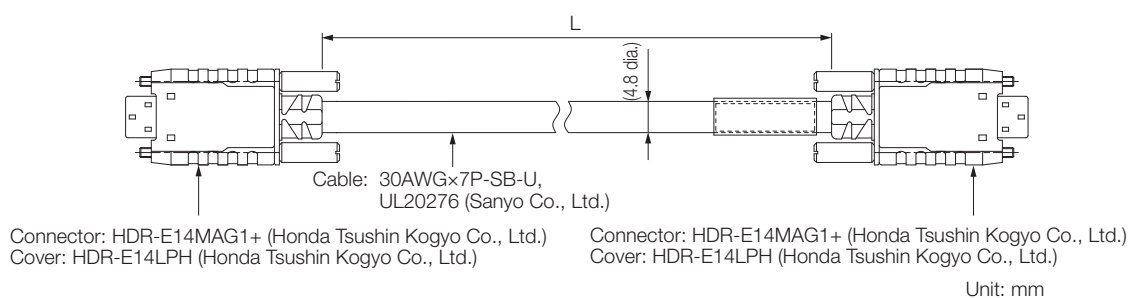 L
(4.8 dia.)
Cable: 30AWG×7P-SB-U,
UL20276 (Sanyo Co., Ltd.)
Connector: HDR-E14MAG1+ (Honda Tsushin Kogyo Co., Ltd.)
Cover: HDR-E14LPH (Honda Tsushin Kogyo Co., Ltd.)
Connector: HDR-E14MAG1+ (Honda Tsushin Kogyo Co., Ltd.)
Cover: HDR-E14LPH (Honda Tsushin Kogyo Co., Ltd.)
Unit: mm